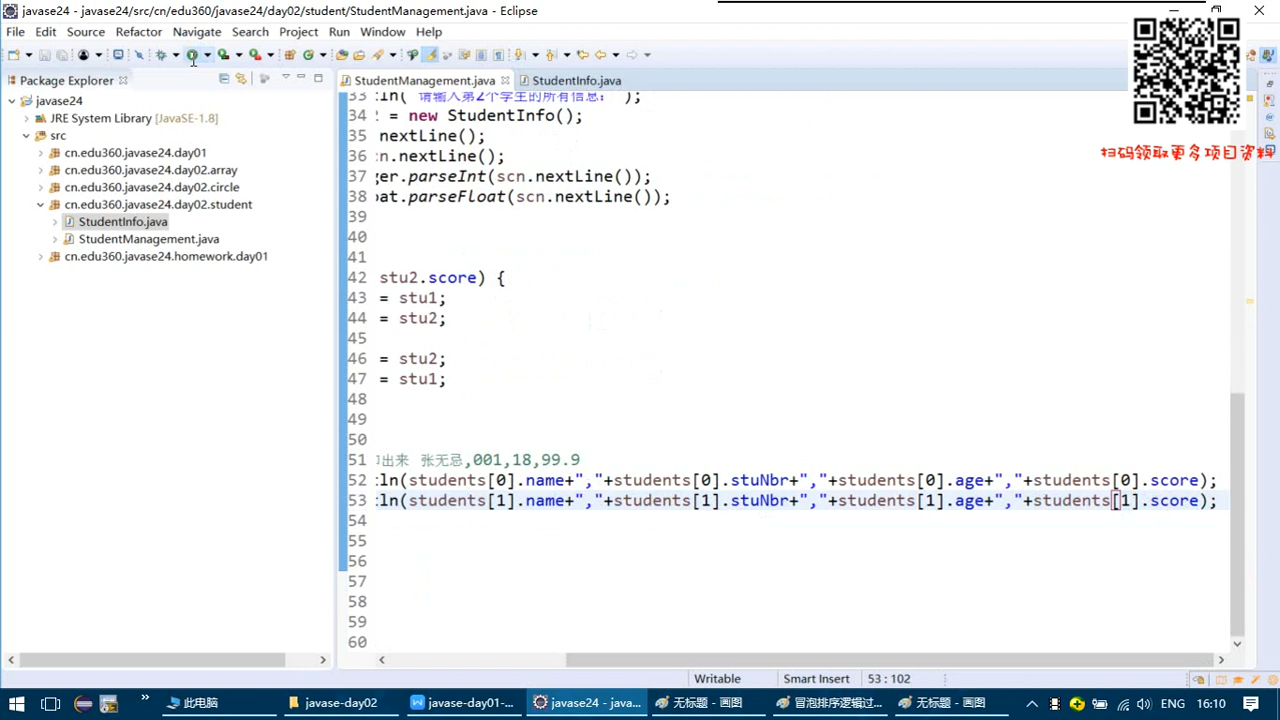 javase24 - javase24/src/cn/edu360/javase24/day02/student/StudentManagement.java - Eclipse
File Edit Source Refactor Navigate Search Project Run Window Help
Package Explorer
StudentManagement.java
StudentInfo.java
javase24
JRE System Library [JavaSE-1.8]
src
cn.edu360.javase24.day01
cn.edu360.javase24.day02.array
cn.edu360.javase24.day02.circle
cn.edu360.javase24.day02.student
StudentInfo.java
StudentManagement.java
cn.edu360.javase24.homework.day01
扫码领取更多项目资料
33 ln("请输入第2个学生的所有信息：");
34 = new StudentInfo();
35 nextLine();
36 n.nextLine();
37 ger.parseInt(scn.nextLine());
38 at.parseFloat(scn.nextLine());
39
40
41
42 stu2.score) {
43 = stu1;
44 = stu2;
45
46 = stu2;
47 = stu1;
48
49
50
51 出来 张无忌,001,18,99.9
52 ln(students[0].name+","+students[0].stuNbr+","+students[0].age+","+students[0].score);
53 ln(students[1].name+","+students[1].stuNbr+","+students[1].age+","+students[1].score);
54
55
56
57
58
59
60
Writable Smart Insert 53 : 102
此电脑 javase-day02 javase-day01-... javase24 - java... 无标题 - 画图 冒泡排序逻辑过... 无标题 - 画图 16:10